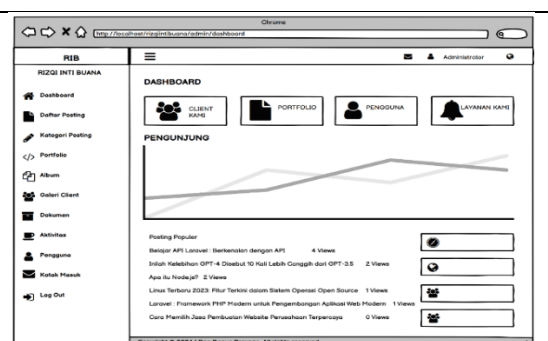 Chrome
http://localhost/rizqiintibuana/admin/dashboard
RIB
Administrator
RIZQI INTI BUANA
Dashboard
Daftar Posting
Kategori Posting
Portfolio
Album
Galeri Client
Dokumen
Aktivitas
Pengguna
Kotak Masuk
Log Out
DASHBOARD
CLIENT KAMI
PORTFOLIO
PENGGUNA
LAYANAN KAMI
PENGUNJUNG
Posting Populer
Belajar API Laravel : Berkenalan dengan API 4 Views
Inilah Kelebihan GPT-4 Disebut 10 Kali Lebih Canggih dari GPT-3.5 2 Views
Apa itu Nodejs? 2 Views
Linux Terbaru 2023: Fitur Terkini dalam Sistem Operasi Open Source 1 Views
Laravel : Framework PHP Modern untuk Pengembangan Aplikasi Web Modern 1 Views
Cara Memilih Jasa Pembuatan Website Perusahaan Terpercaya 0 Views